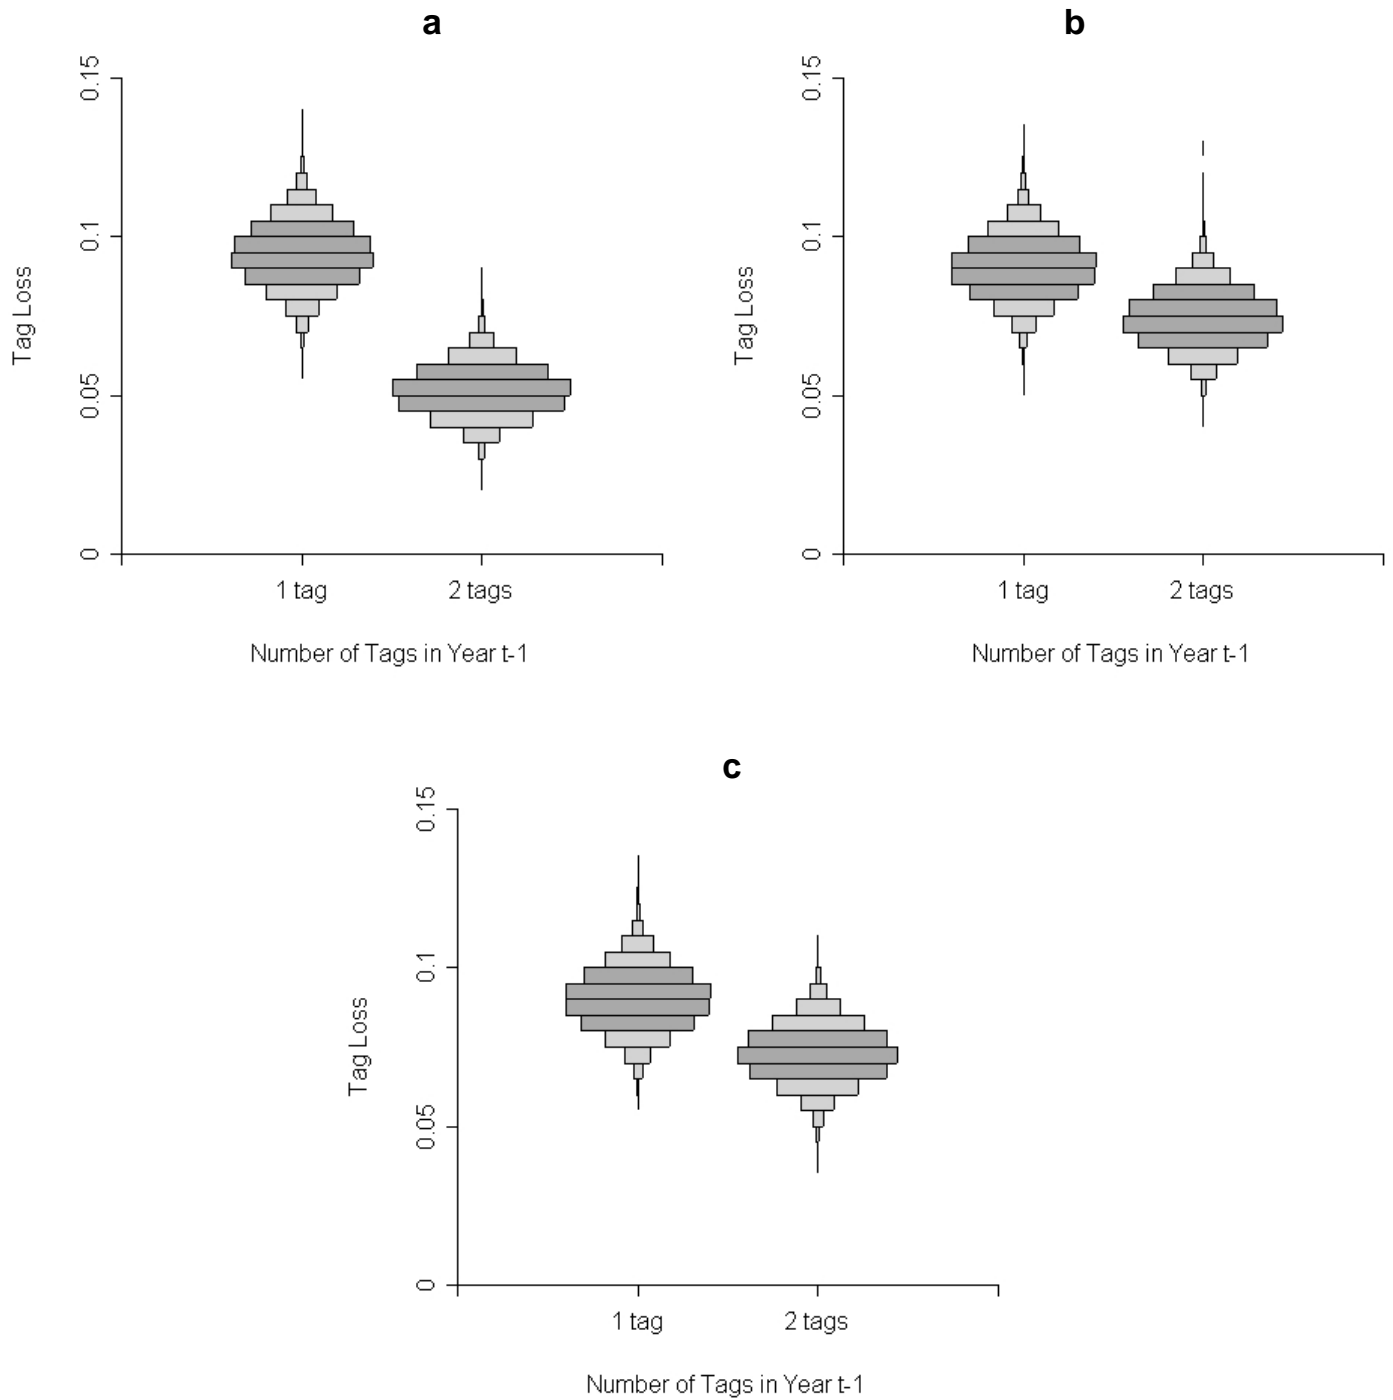 a
0.15
0.1
0.05
0
Tag Loss
1 tag
2 tags
Number of Tags in Year t-1
b
0.15
0.1
0.05
0
Tag Loss
1 tag
2 tags
Number of Tags in Year t-1
c
0.15
0.1
0.05
0
Tag Loss
1 tag
2 tags
Number of Tags in Year t-1